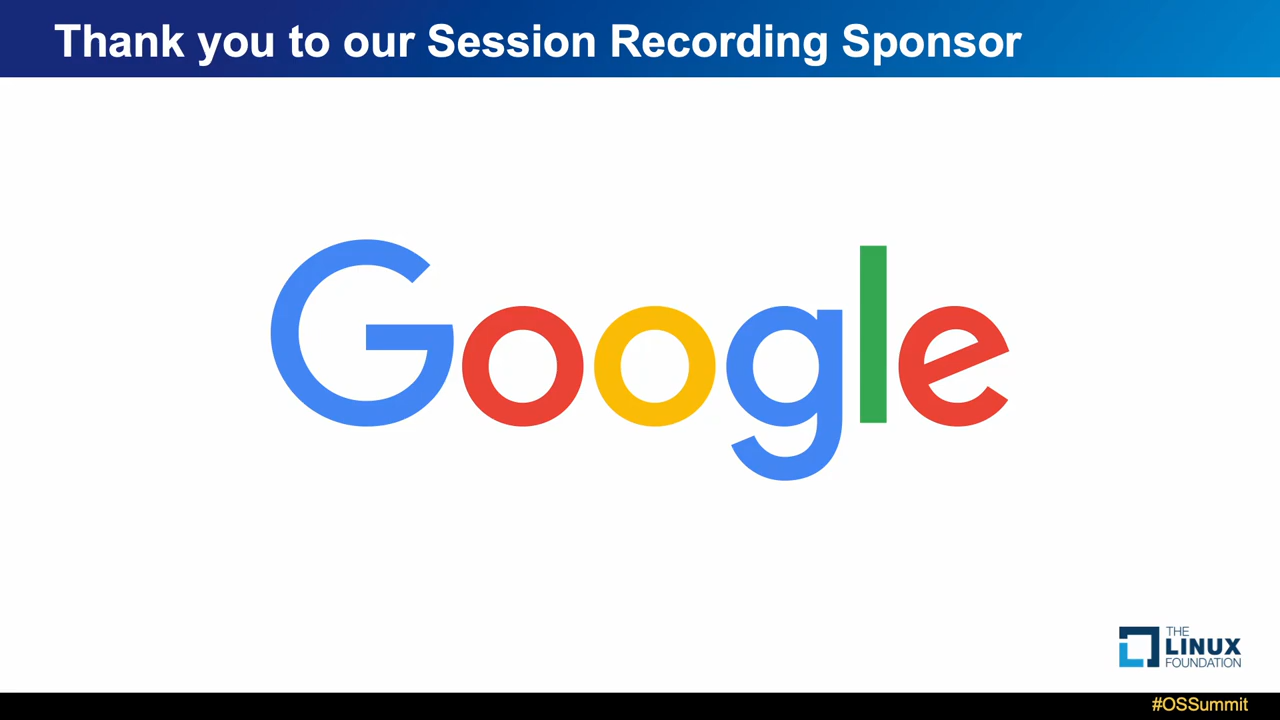 Thank you to our Session Recording Sponsor
Google
THE
LINUX
FOUNDATION
#OSSummit